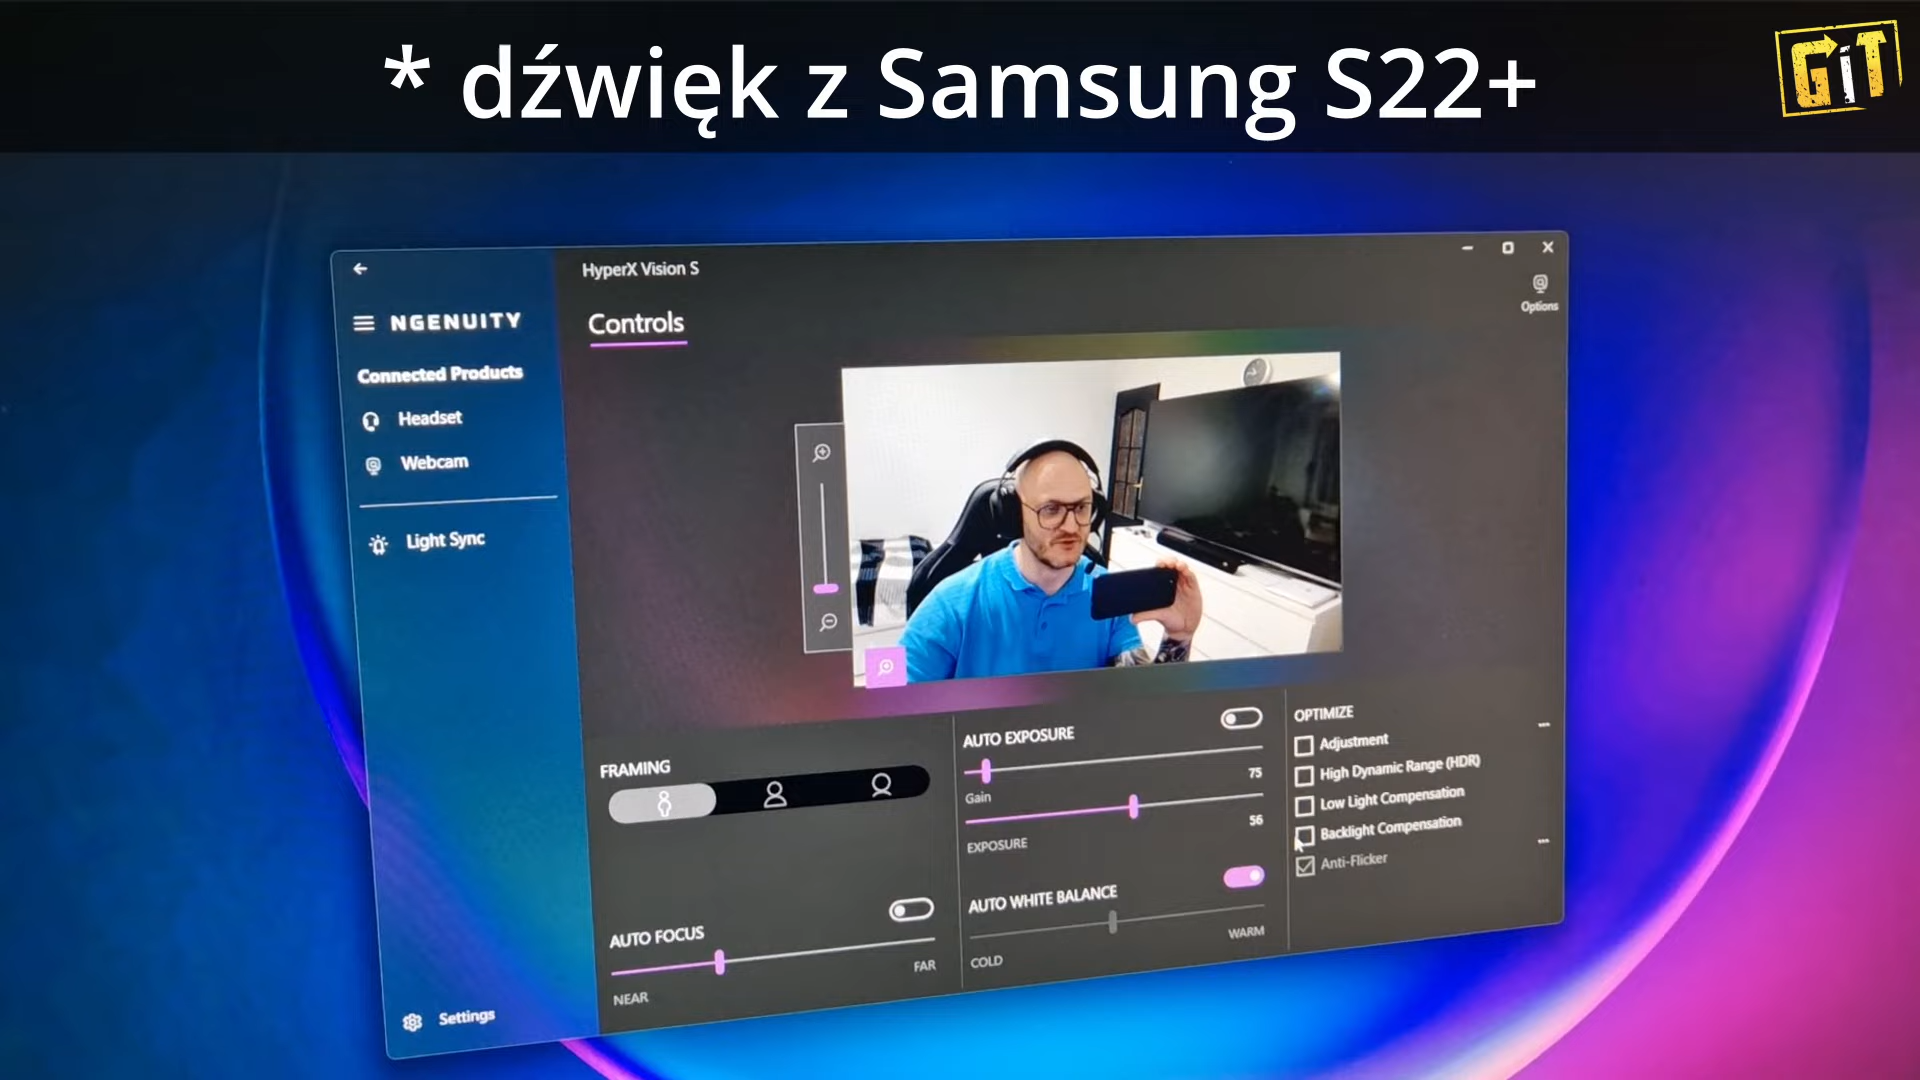 * dźwięk z Samsung S22+
GiT
HyperX Vision S
Options
NGENUITY
Controls
Connected Products
Headset
Webcam
Light Sync
Settings
FRAMING
AUTO FOCUS
FAR
NEAR
AUTO EXPOSURE
75
Gain
56
EXPOSURE
AUTO WHITE BALANCE
WARM
COLD
OPTIMIZE
Adjustment
High Dynamic Range (HDR)
Low Light Compensation
Backlight Compensation
Anti-Flicker